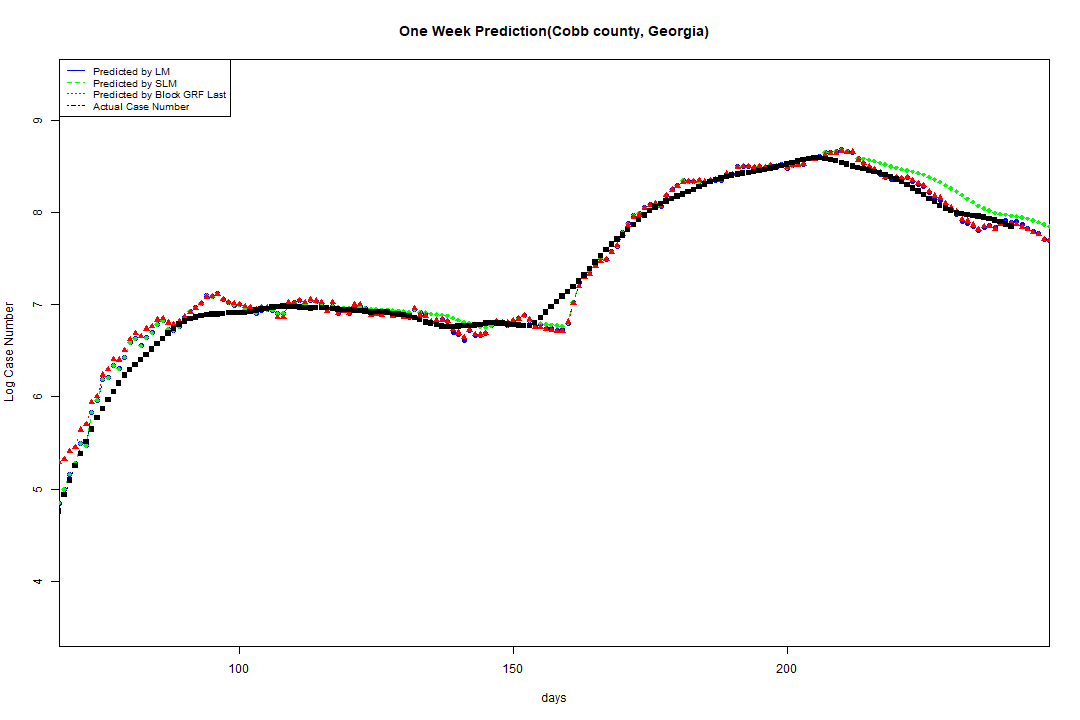 One Week Prediction(Cobb county, Georgia)
Predicted by LM
Predicted by SLM
Predicted by Block GRF Last
Actual Case Number
9
8
7
6
5
4
Log Case Number
100
150
200
days